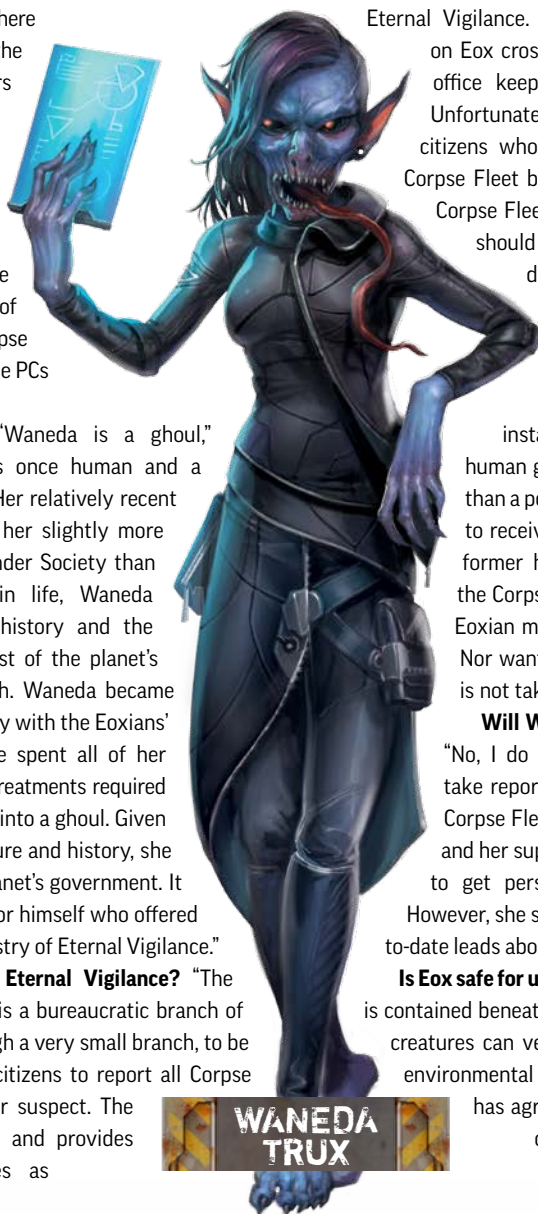 here
he
rs
e
of
pse
e PCs
“Waneda is a ghoul,”
s once human and a
Her relatively recent
her slightly more
nder Society than
in life, Waneda
history and the
st of the planet’s
h. Waneda became
y with the Eoxians’
e spent all of her
reatments required
into a ghoul. Given
ure and history, she
anet’s government. It
or himself who offered
stry of Eternal Vigilance.”
Eternal Vigilance? “The
is a bureaucratic branch of
gh a very small branch, to be
citizens to report all Corpse
r suspect. The
and provides
es as
WANEDA
TRUX
Eternal Vigilance.
on Eox cros
office keep
Unfortunate
citizens who
Corpse Fleet b
Corpse Flee
should
d
insta
human g
than a pe
to receiv
former h
the Corps
Eoxian m
Nor want
is not tak
Will W
“No, I do
take repor
Corpse Fle
and her sup
to get pers
However, she s
to-date leads abo
Is Eox safe for u
is contained beneat
creatures can ve
environmental
has agr
c